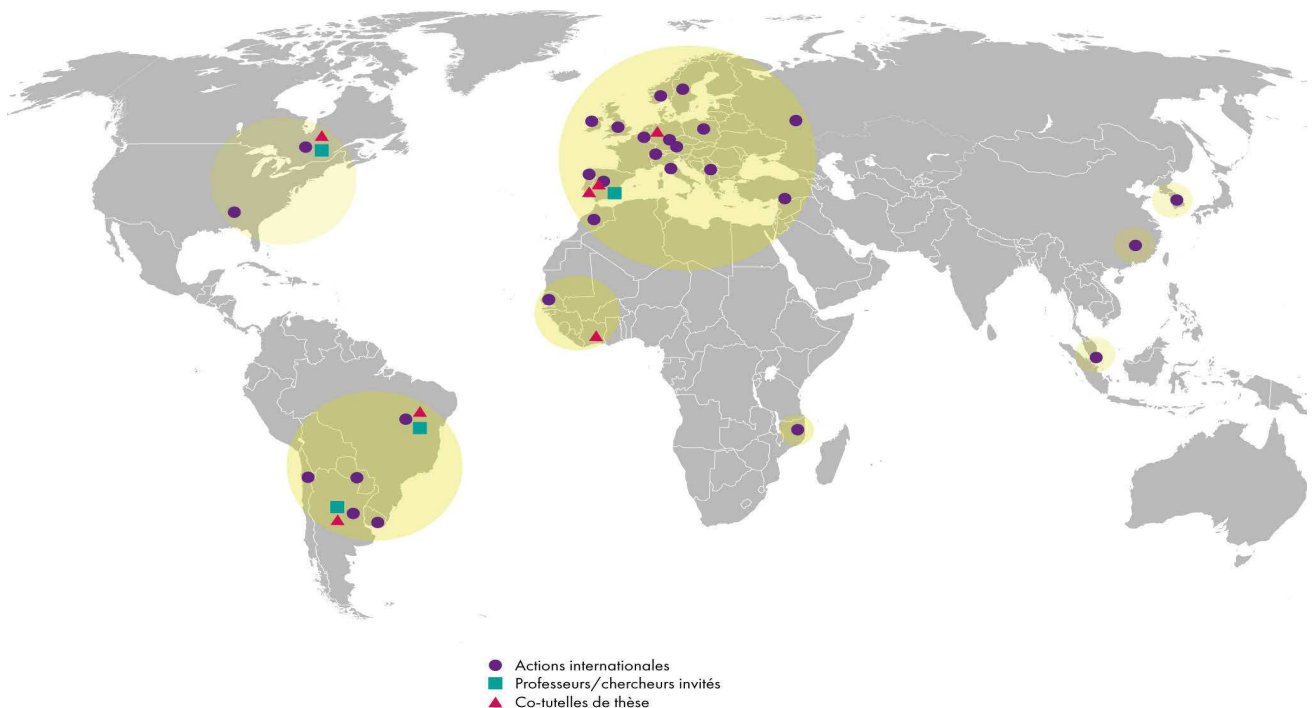 Actions internationales
Professeurs/chercheurs invités
Co-tutelles de thèse